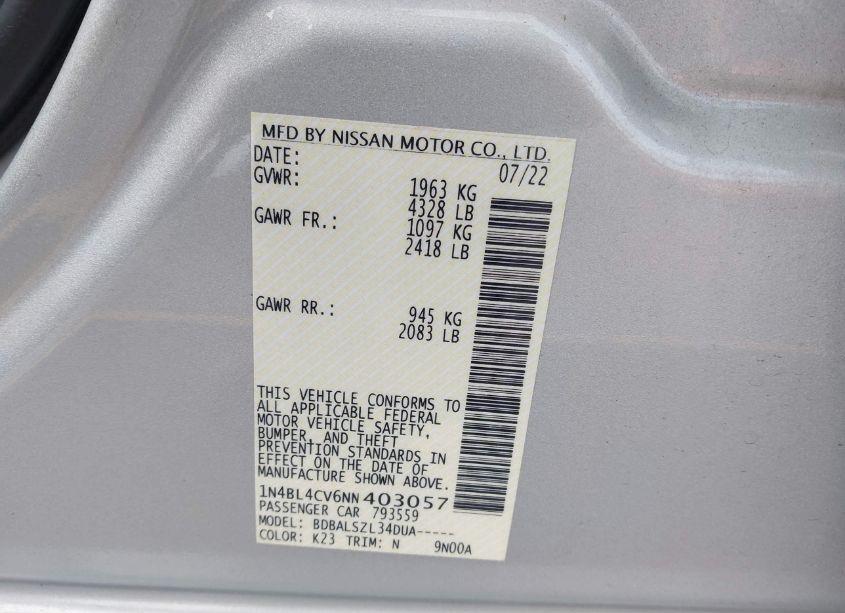 MFD BY NISSAN MOTOR CO., LTD.
DATE: 07/22
GVWR: 1963 KG
4328 LB
GAWR FR.: 1097 KG
2418 LB
GAWR RR.: 945 KG
2083 LB
THIS VEHICLE CONFORMS TO
ALL APPLICABLE FEDERAL
MOTOR VEHICLE SAFETY,
BUMPER, AND THEFT
PREVENTION STANDARDS IN
EFFECT ON THE DATE OF
MANUFACTURE SHOWN ABOVE.
1N4BL4CV6NN403057
PASSENGER CAR 793559
MODEL: BDBALSZL34DUA-----
COLOR: K23 TRIM: N 9N00A